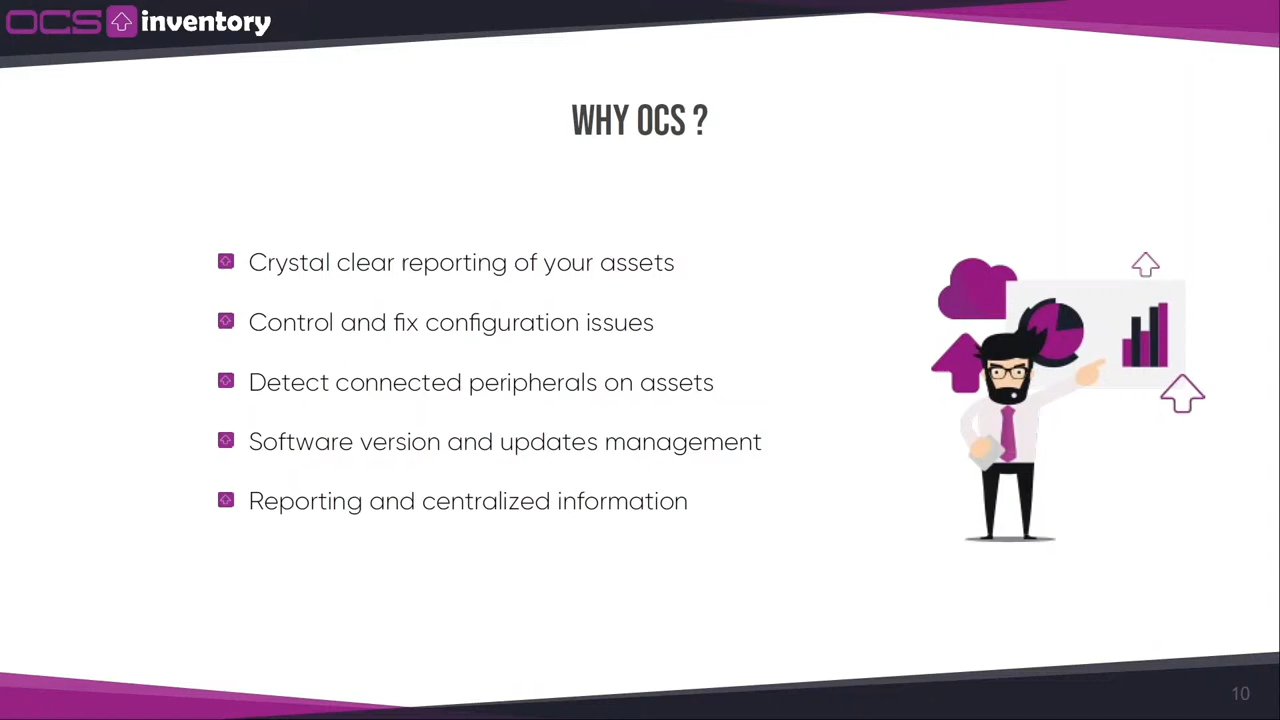 OCS inventory
WHY OCS ?
Crystal clear reporting of your assets
Control and fix configuration issues
Detect connected peripherals on assets
Software version and updates management
Reporting and centralized information
10